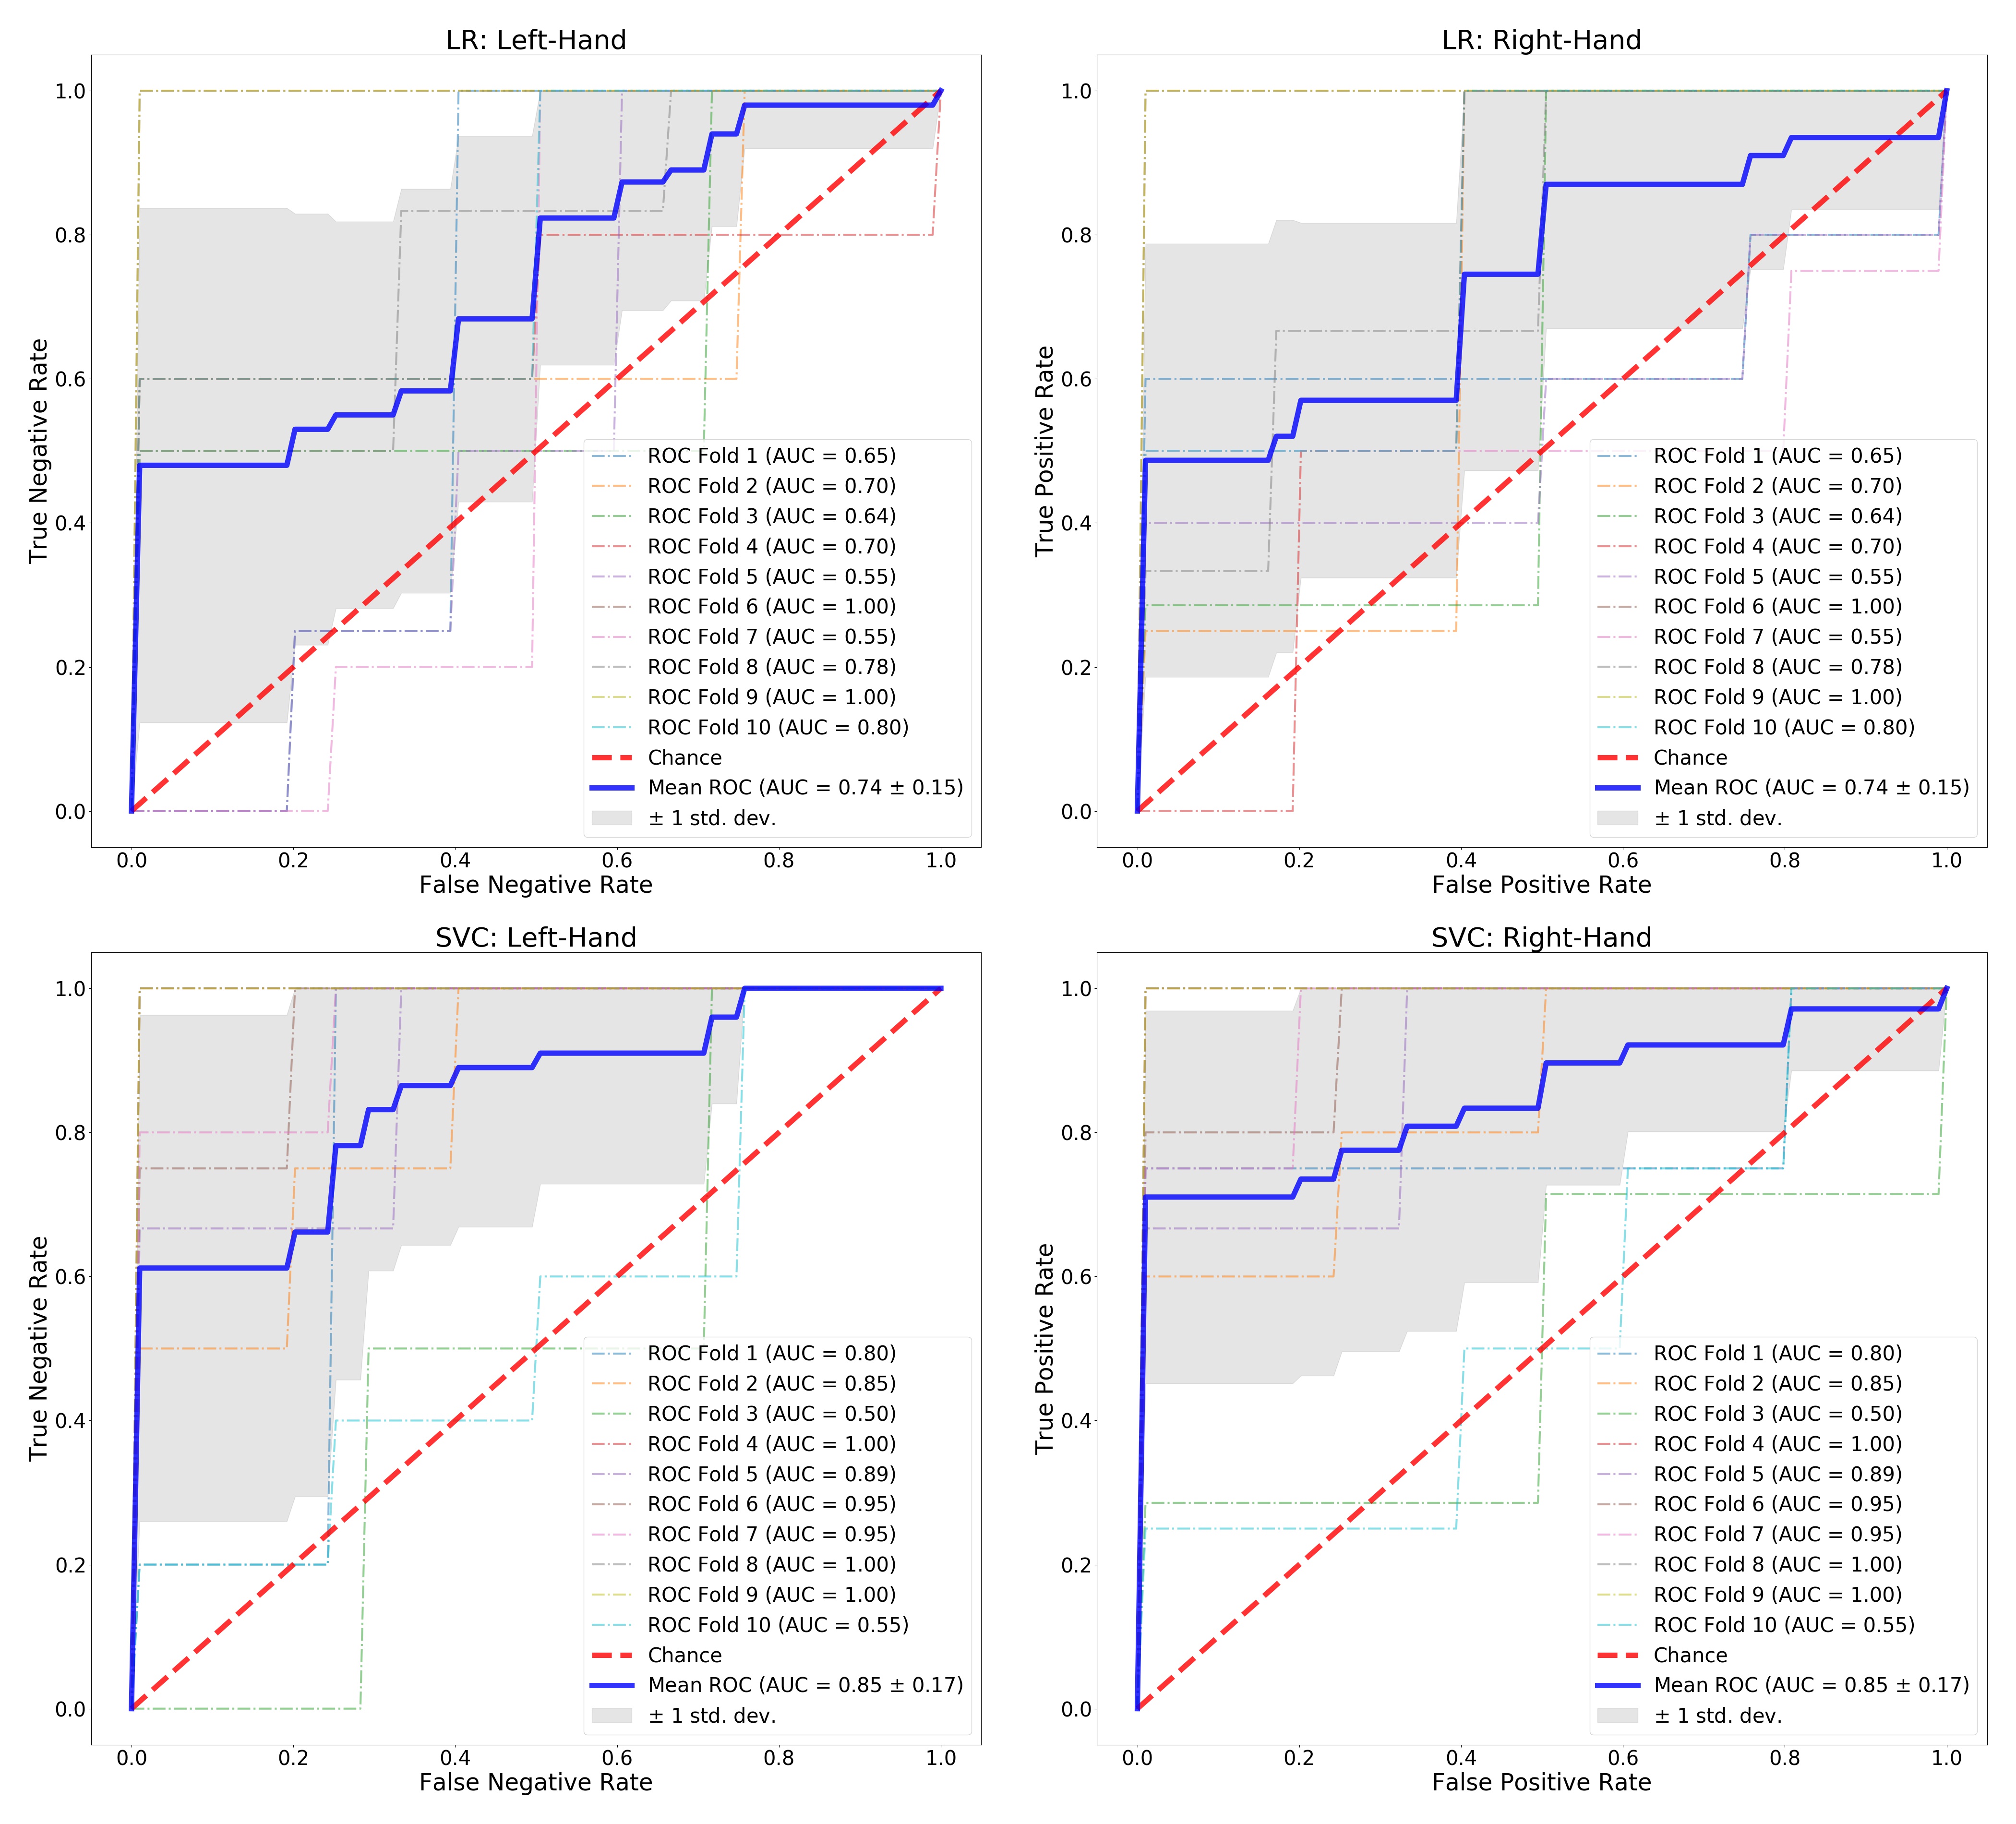 LR: Left-Hand
True Negative Rate
1.0
0.8
0.6
0.4
0.2
0.0
ROC Fold 1 (AUC = 0.65)
ROC Fold 2 (AUC = 0.70)
ROC Fold 3 (AUC = 0.64)
ROC Fold 4 (AUC = 0.70)
ROC Fold 5 (AUC = 0.55)
ROC Fold 6 (AUC = 1.00)
ROC Fold 7 (AUC = 0.55)
ROC Fold 8 (AUC = 0.78)
ROC Fold 9 (AUC = 1.00)
ROC Fold 10 (AUC = 0.80)
Chance
Mean ROC (AUC = 0.74 ± 0.15)
± 1 std. dev.
0.0 0.2 0.4 0.6 0.8 1.0
False Negative Rate
LR: Right-Hand
True Positive Rate
1.0
0.8
0.6
0.4
0.2
0.0
ROC Fold 1 (AUC = 0.65)
ROC Fold 2 (AUC = 0.70)
ROC Fold 3 (AUC = 0.64)
ROC Fold 4 (AUC = 0.70)
ROC Fold 5 (AUC = 0.55)
ROC Fold 6 (AUC = 1.00)
ROC Fold 7 (AUC = 0.55)
ROC Fold 8 (AUC = 0.78)
ROC Fold 9 (AUC = 1.00)
ROC Fold 10 (AUC = 0.80)
Chance
Mean ROC (AUC = 0.74 ± 0.15)
± 1 std. dev.
0.0 0.2 0.4 0.6 0.8 1.0
False Positive Rate
SVC: Left-Hand
True Negative Rate
1.0
0.8
0.6
0.4
0.2
0.0
ROC Fold 1 (AUC = 0.80)
ROC Fold 2 (AUC = 0.85)
ROC Fold 3 (AUC = 0.50)
ROC Fold 4 (AUC = 1.00)
ROC Fold 5 (AUC = 0.89)
ROC Fold 6 (AUC = 0.95)
ROC Fold 7 (AUC = 0.95)
ROC Fold 8 (AUC = 1.00)
ROC Fold 9 (AUC = 1.00)
ROC Fold 10 (AUC = 0.55)
Chance
Mean ROC (AUC = 0.85 ± 0.17)
± 1 std. dev.
0.0 0.2 0.4 0.6 0.8 1.0
False Negative Rate
SVC: Right-Hand
True Positive Rate
1.0
0.8
0.6
0.4
0.2
0.0
ROC Fold 1 (AUC = 0.80)
ROC Fold 2 (AUC = 0.85)
ROC Fold 3 (AUC = 0.50)
ROC Fold 4 (AUC = 1.00)
ROC Fold 5 (AUC = 0.89)
ROC Fold 6 (AUC = 0.95)
ROC Fold 7 (AUC = 0.95)
ROC Fold 8 (AUC = 1.00)
ROC Fold 9 (AUC = 1.00)
ROC Fold 10 (AUC = 0.55)
Chance
Mean ROC (AUC = 0.85 ± 0.17)
± 1 std. dev.
0.0 0.2 0.4 0.6 0.8 1.0
False Positive Rate